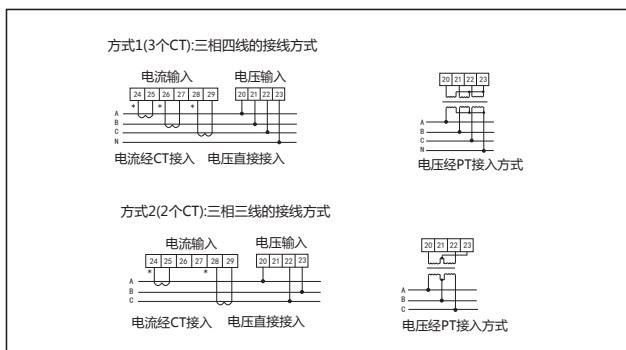 方式1(3个CT):三相四线的接线方式
电流输入 电压输入
24 25 26 27 28 29 20 21 22 23
* * *
A
B
C
N
电流经CT接入 电压直接接入
20 21 22 23
A
B
C
N
电压经PT接入方式
方式2(2个CT):三相三线的接线方式
电流输入 电压输入
24 25 26 27 28 29 20 21 22 23
* *
A
B
C
电流经CT接入 电压直接接入
20 21 22 23
A
B
C
电压经PT接入方式